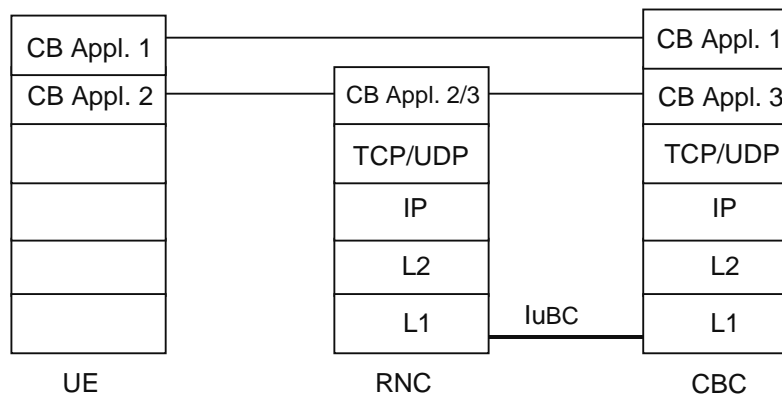 CB Appl. 1
CB Appl. 2
UE
CB Appl. 2/3
TCP/UDP
IP
L2
L1
RNC
IuBC
CB Appl. 1
CB Appl. 3
TCP/UDP
IP
L2
L1
CBC